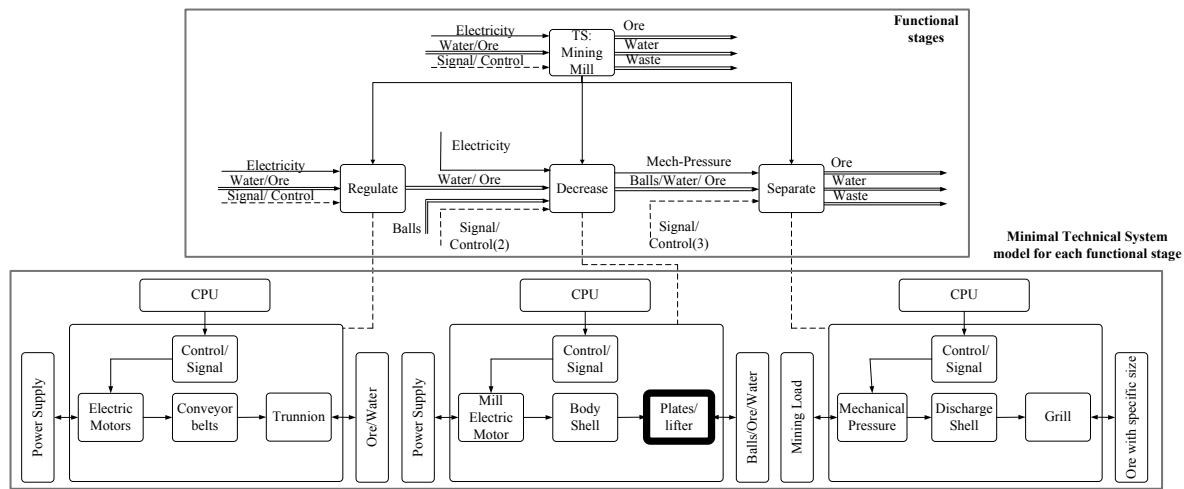 Functional
stages
Electricity
Water/Ore
Signal/ Control
TS:
Mining
Mill
Ore
Water
Waste
Electricity
Water/Ore
Signal/ Control
Regulate
Electricity
Water/ Ore
Balls
Signal/
Control(2)
Decrease
Mech-Pressure
Balls/Water/ Ore
Signal/
Control(3)
Separate
Ore
Water
Waste
Minimal Technical System
model for each functional stage
CPU
Control/
Signal
Power Supply
Electric
Motors
Conveyor
belts
Trunnion
Ore/Water
CPU
Control/
Signal
Power Supply
Mill
Electric
Motor
Body
Shell
Plates/
lifter
Balls/Ore/Water
CPU
Control/
Signal
Mining Load
Mechanical
Pressure
Discharge
Shell
Grill
Ore with specific size